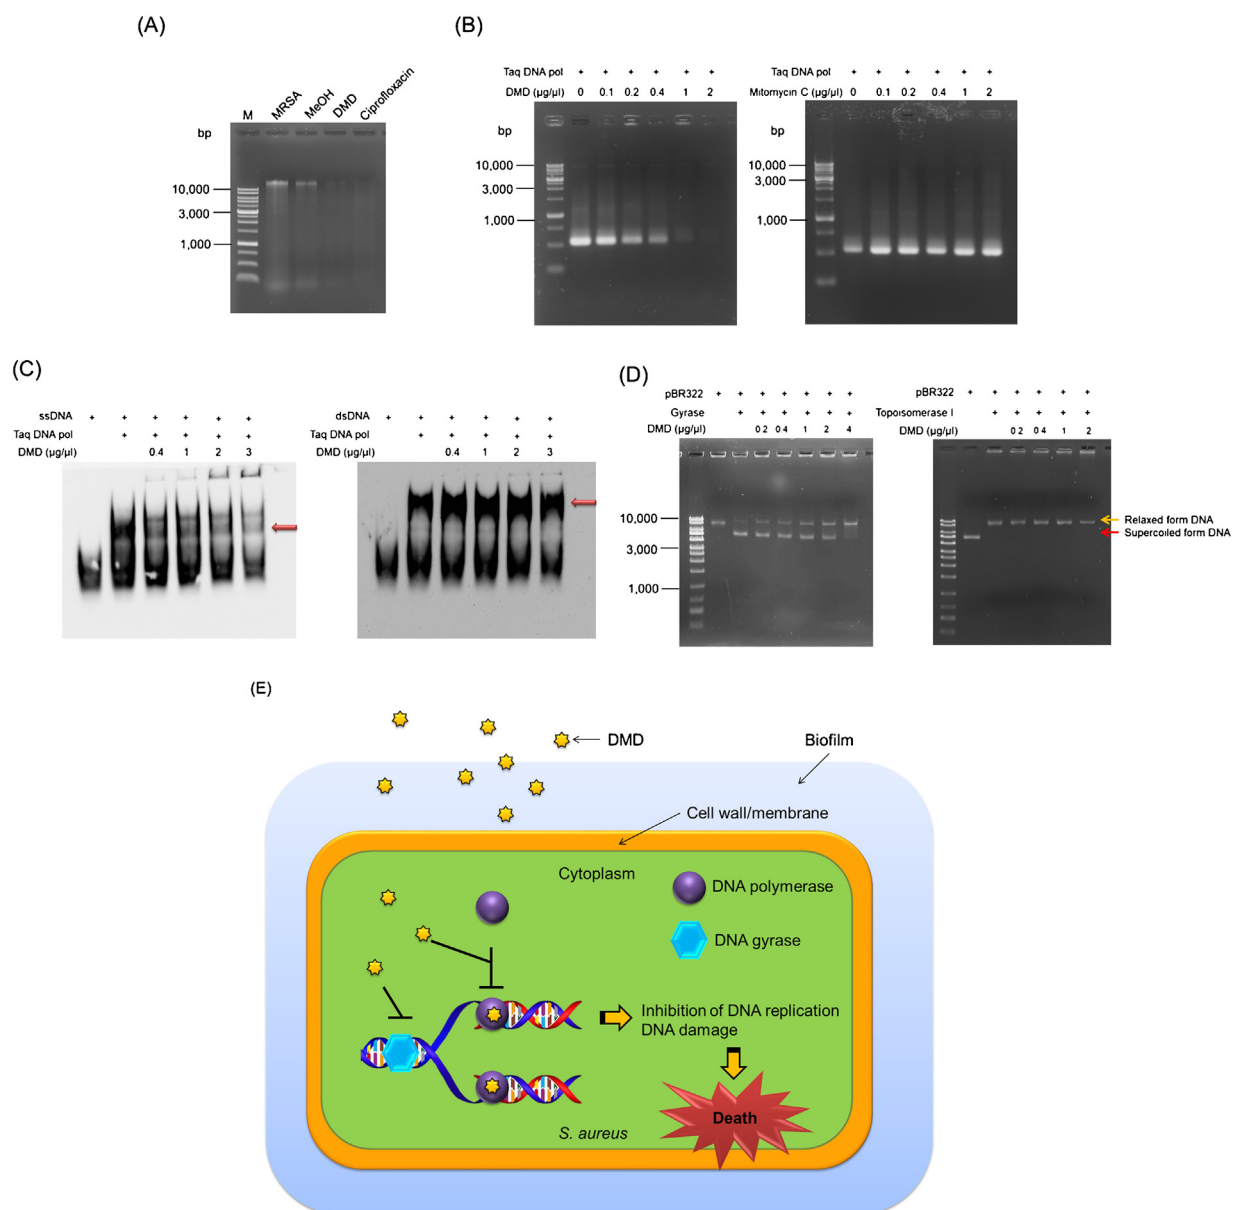 (A)
M MRSA MeOH DMD Ciprofloxacin
bp
10,000
3,000
1,000
(B)
Taq DNA pol + + + + + +
DMD (µg/µl) 0 0.1 0.2 0.4 1 2
bp
10,000
3,000
1,000
Taq DNA pol + + + + + +
Mitomycin C (µg/µl) 0 0.1 0.2 0.4 1 2
bp
10,000
3,000
1,000
(C)
ssDNA + + + + + +
Taq DNA pol + + + + +
DMD (µg/µl) 0.4 1 2 3
dsDNA + + + + + +
Taq DNA pol + + + + +
DMD (µg/µl) 0.4 1 2 3
(D)
pBR322 + + + + + + +
Gyrase + + + + + +
DMD (µg/µl) 0 2 0 4 1 2 4
10,000
3,000
1,000
pBR322 + + + + + +
Topoisomerase I + + + + +
DMD (µg/µl) 0 2 0 4 1 2
Relaxed form DNA
Supercoiled form DNA
(E)
DMD
Biofilm
Cell wall/membrane
Cytoplasm
DNA polymerase
DNA gyrase
Inhibition of DNA replication
DNA damage
Death
S. aureus